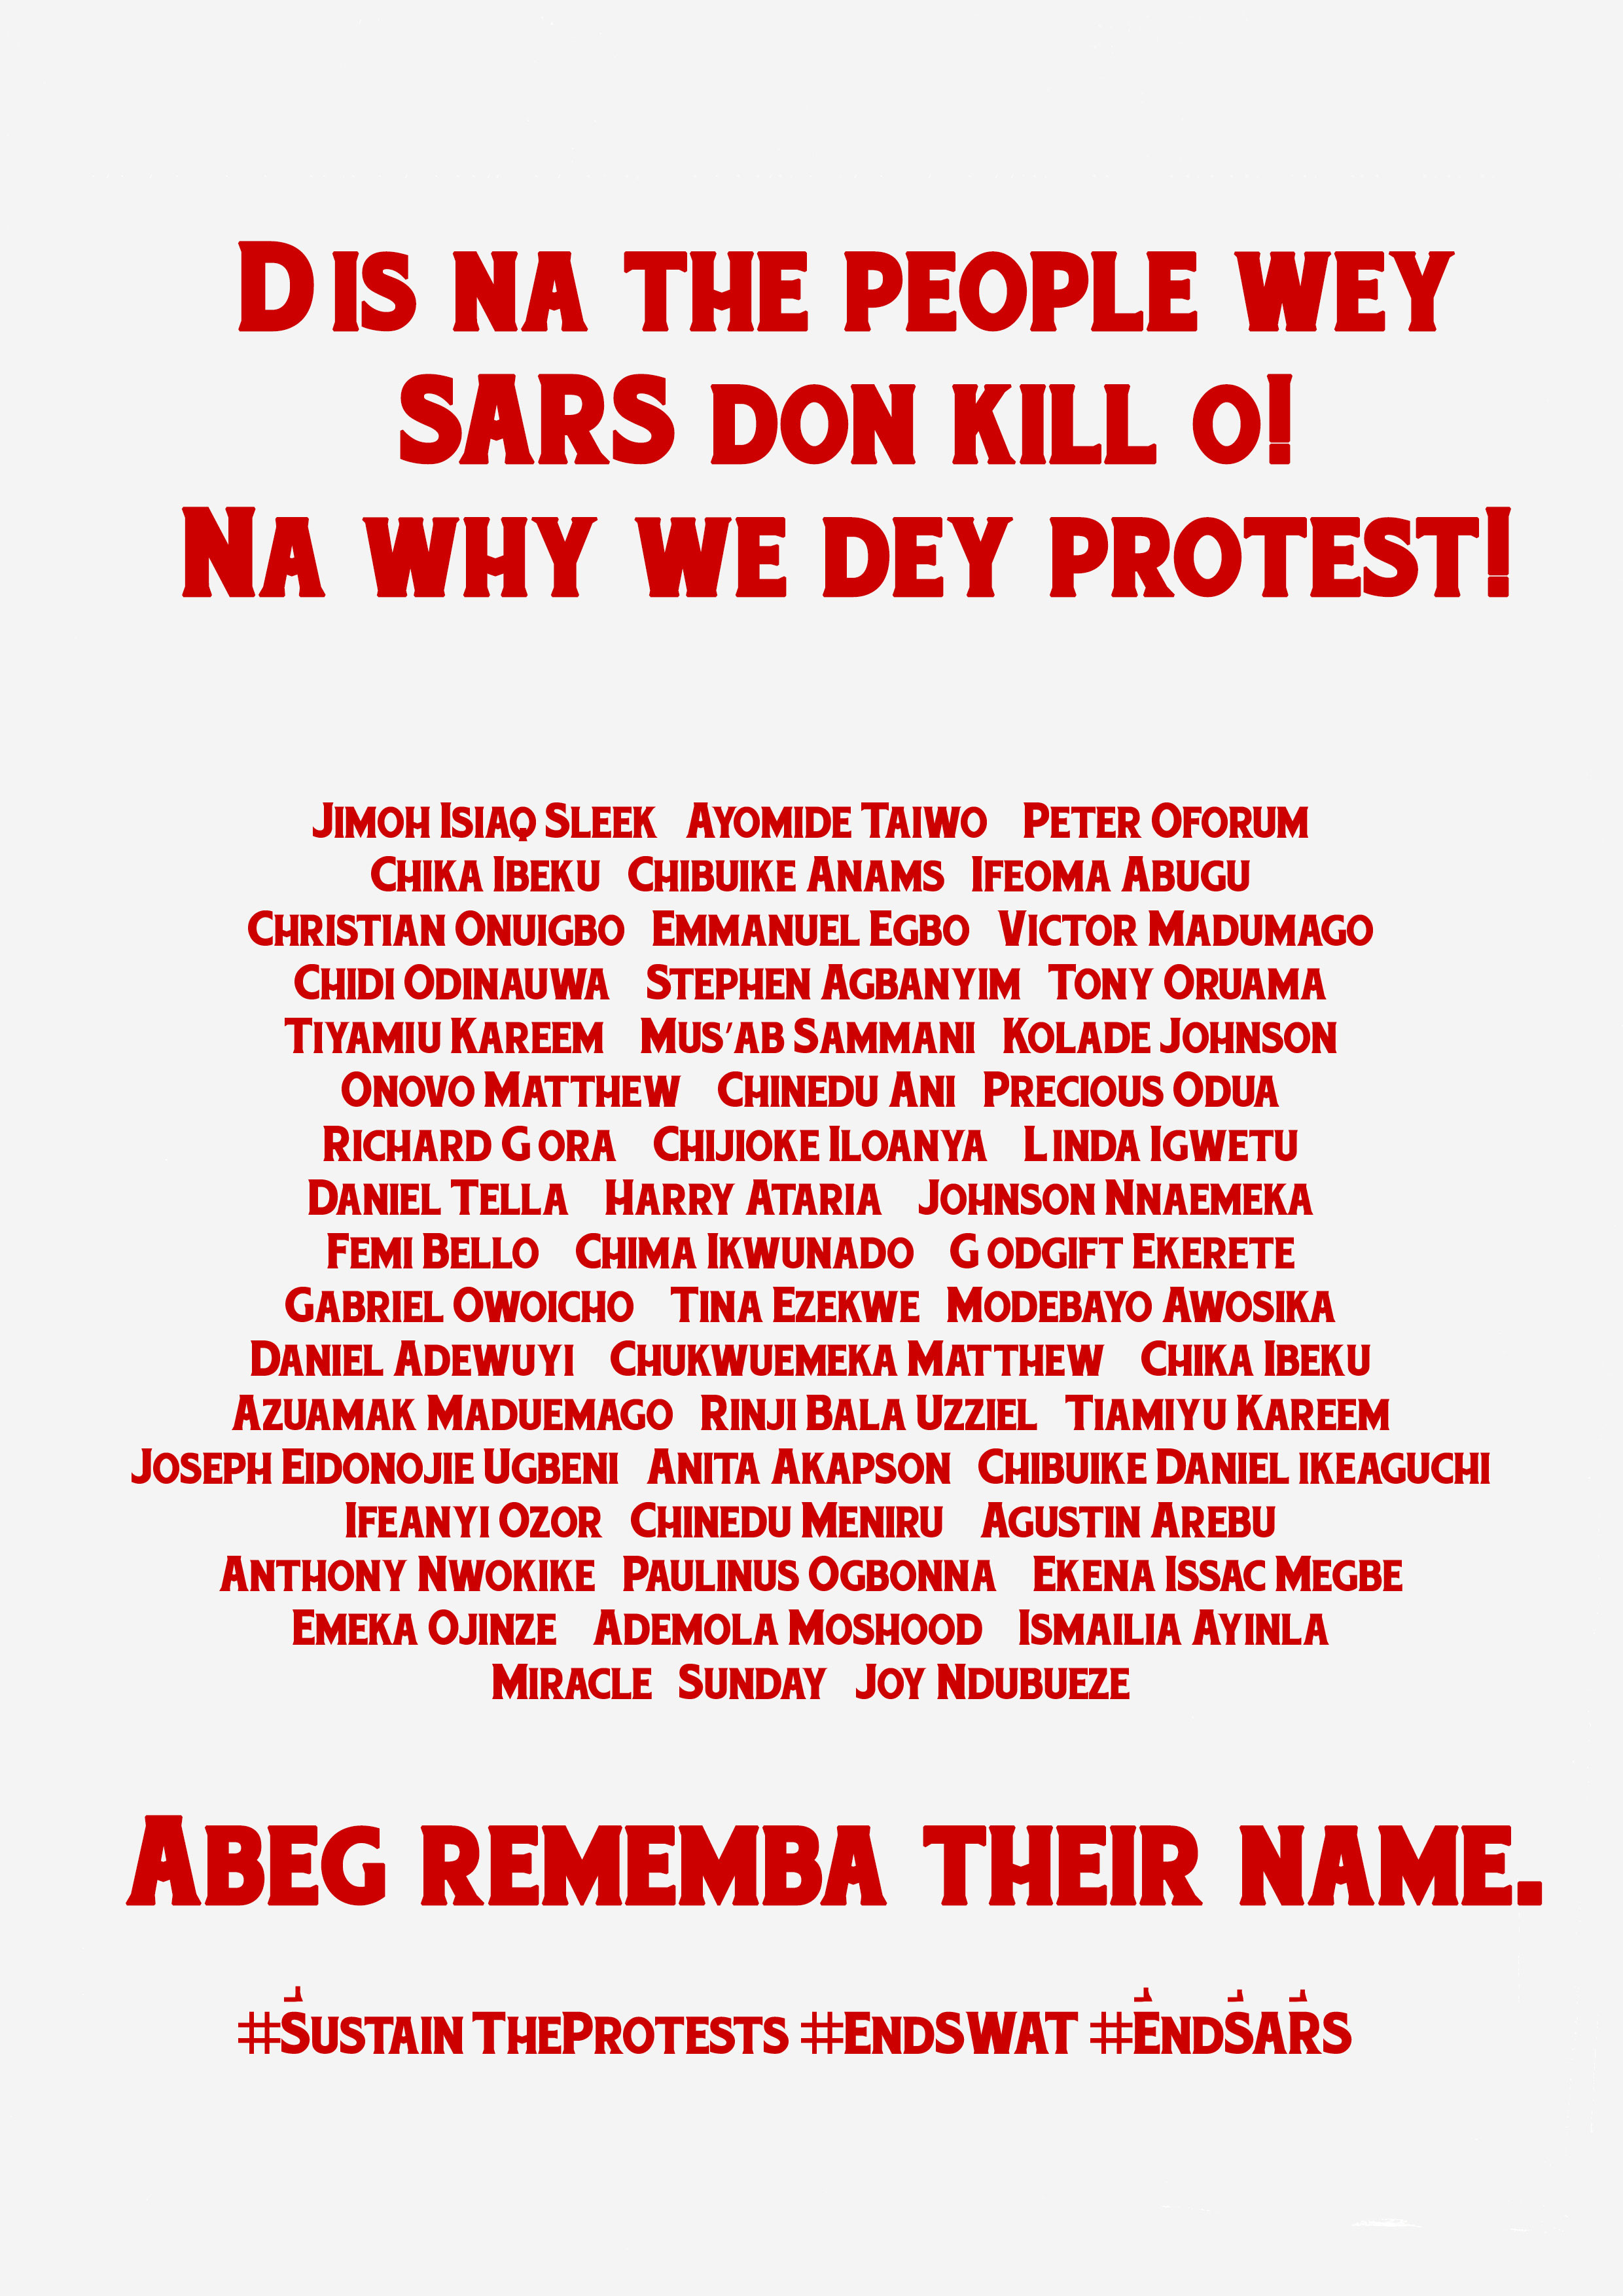 Dis na the people wey
SARS don kill o!
Na why we dey protest!
Jimoh Isiaq Sleek Ayomide Taiwo Peter Oforum
Chika Ibeku Chibuike Anams Ifeoma Abugu
Christian Onuigbo Emmanuel Egbo Victor Madumago
Chidi Odinauwa Stephen Agbanyim Tony Oruama
Tiyamiu Kareem Mus'ab Sammani Kolade Johnson
Onovo Matthew Chinedu Ani Precious Odua
Richard Gora Chijioke Iloanya Linda Igwetu
Daniel Tella Harry Ataria Johnson Nnaemeka
Femi Bello Chima Ikwunado Godgift Ekerete
Gabriel Owoicho Tina Ezekwe Modebayo Awosika
Daniel Adewuyi Chukwuemeka Matthew Chika Ibeku
Azuamak Maduemago Rinji Bala Uzziel Tiamiyu Kareem
Joseph Eidonojie Ugbeni Anita Akapson Chibuike Daniel ikeaguchi
Ifeanyi Ozor Chinedu Meniru Agustin Arebu
Anthony Nwokike Paulinus Ogbonna Ekena Issac Megbe
Emeka Ojinze Ademola Moshood Ismailia Ayinla
Miracle Sunday Joy Ndubueze
Abeg rememba their name.
#SustainTheProtests #EndSWAT #EndSARS